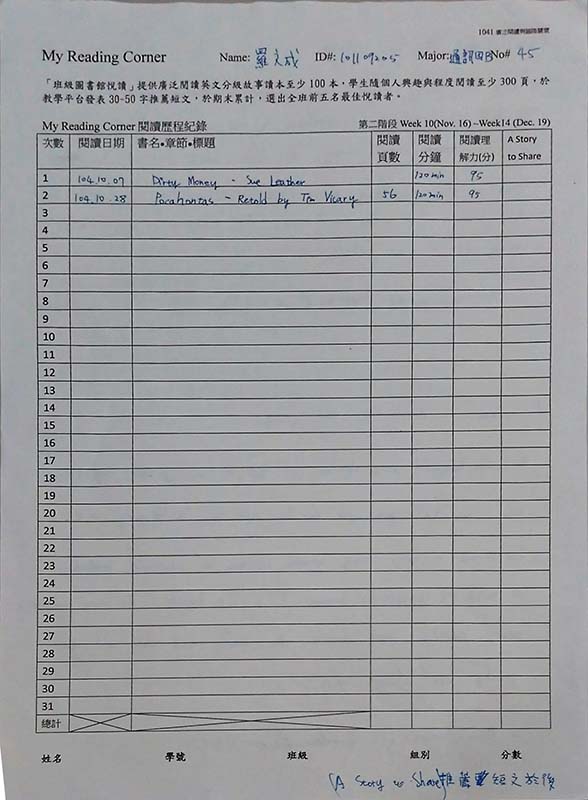 1041 廣泛閱讀與
My Reading Corner Name: 羅文成 ID#: 101109205 Major: 通訊四B No# 45
「班級圖書館悅讀」提供廣泛閱讀英文分級故事讀本至少 100 本，學生隨個人興趣與程度閱讀至少 300 頁，於
教學平台發表 30-50 字推薦短文，於期末累計，選出全班前五名最佳悅讀者。
My Reading Corner 閱讀歷程紀錄 第二階段 Week 10(Nov. 16) ~Week14 (Dec. 19)
次數 閱讀日期 書名•章節•標題 閱讀頁數 閱讀分鐘 閱讀理解力(分) A Story to Share
1 104.10.07 Dirty Money - Sue Leather 120min 95
2 104.10.28 Pocahontas - Retold by Tim Vicary 56 120min 95
3
4
5
6
7
8
9
10
11
12
13
14
15
16
17
18
19
20
21
22
23
24
25
26
27
28
29
30
31
總計
姓名 學號 班級 組別 分數
(A Story to Share)推薦短文於後